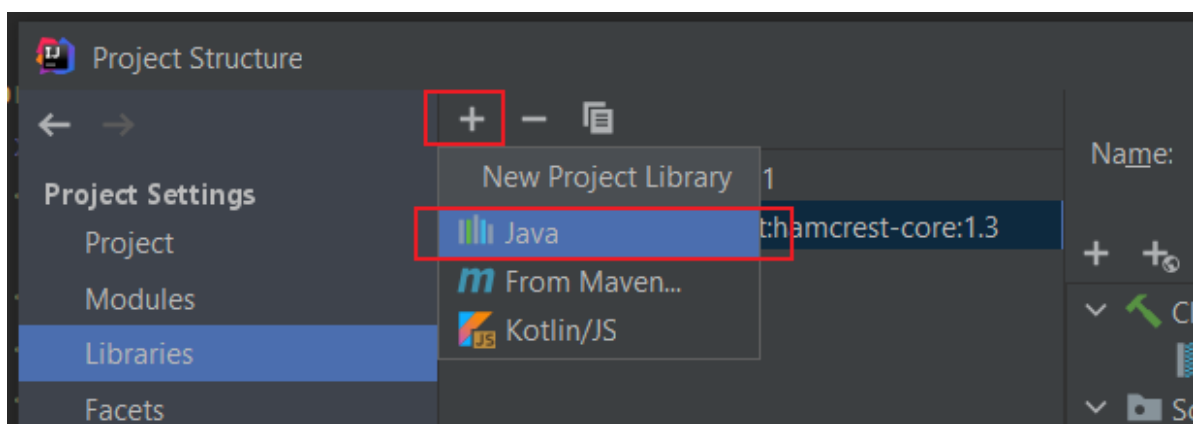 Project Structure
Project Settings
Project
Modules
Libraries
Facets
New Project Library
Java
From Maven...
Kotlin/JS
1
t:hamcrest-core:1.3
Name: